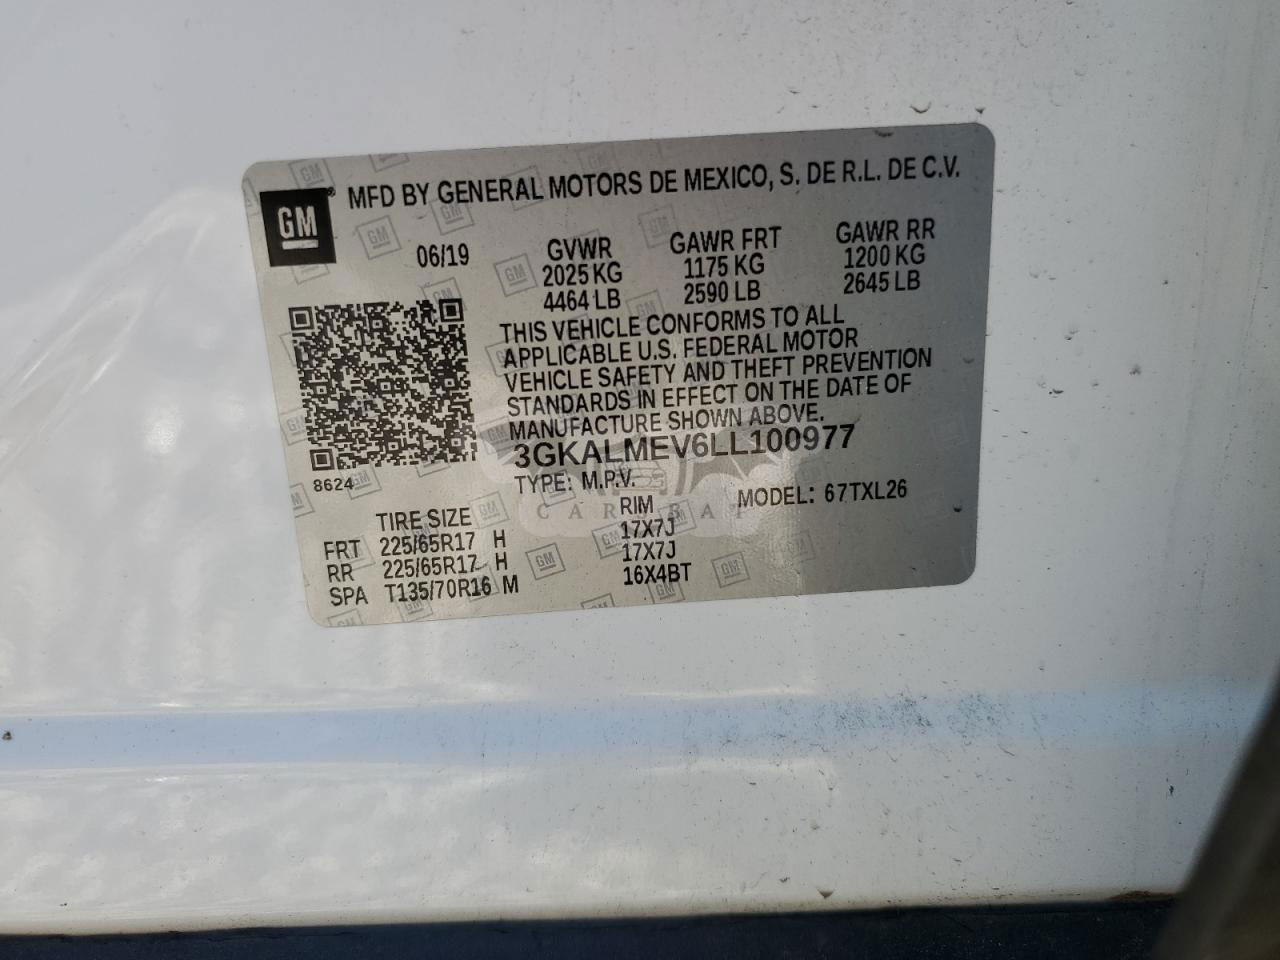 GM ® MFD BY GENERAL MOTORS DE MEXICO, S. DE R.L. DE C.V.
06/19
GVWR GAWR FRT GAWR RR
2025 KG 1175 KG 1200 KG
4464 LB 2590 LB 2645 LB
THIS VEHICLE CONFORMS TO ALL
APPLICABLE U.S. FEDERAL MOTOR
VEHICLE SAFETY AND THEFT PREVENTION
STANDARDS IN EFFECT ON THE DATE OF
MANUFACTURE SHOWN ABOVE.
3GKALMEV6LL100977
8624
TYPE: M.P.V. MODEL: 67TXL26
TIRE SIZE RIM
FRT 225/65R17 H 17X7J
RR 225/65R17 H 17X7J
SPA T135/70R16 M 16X4BT